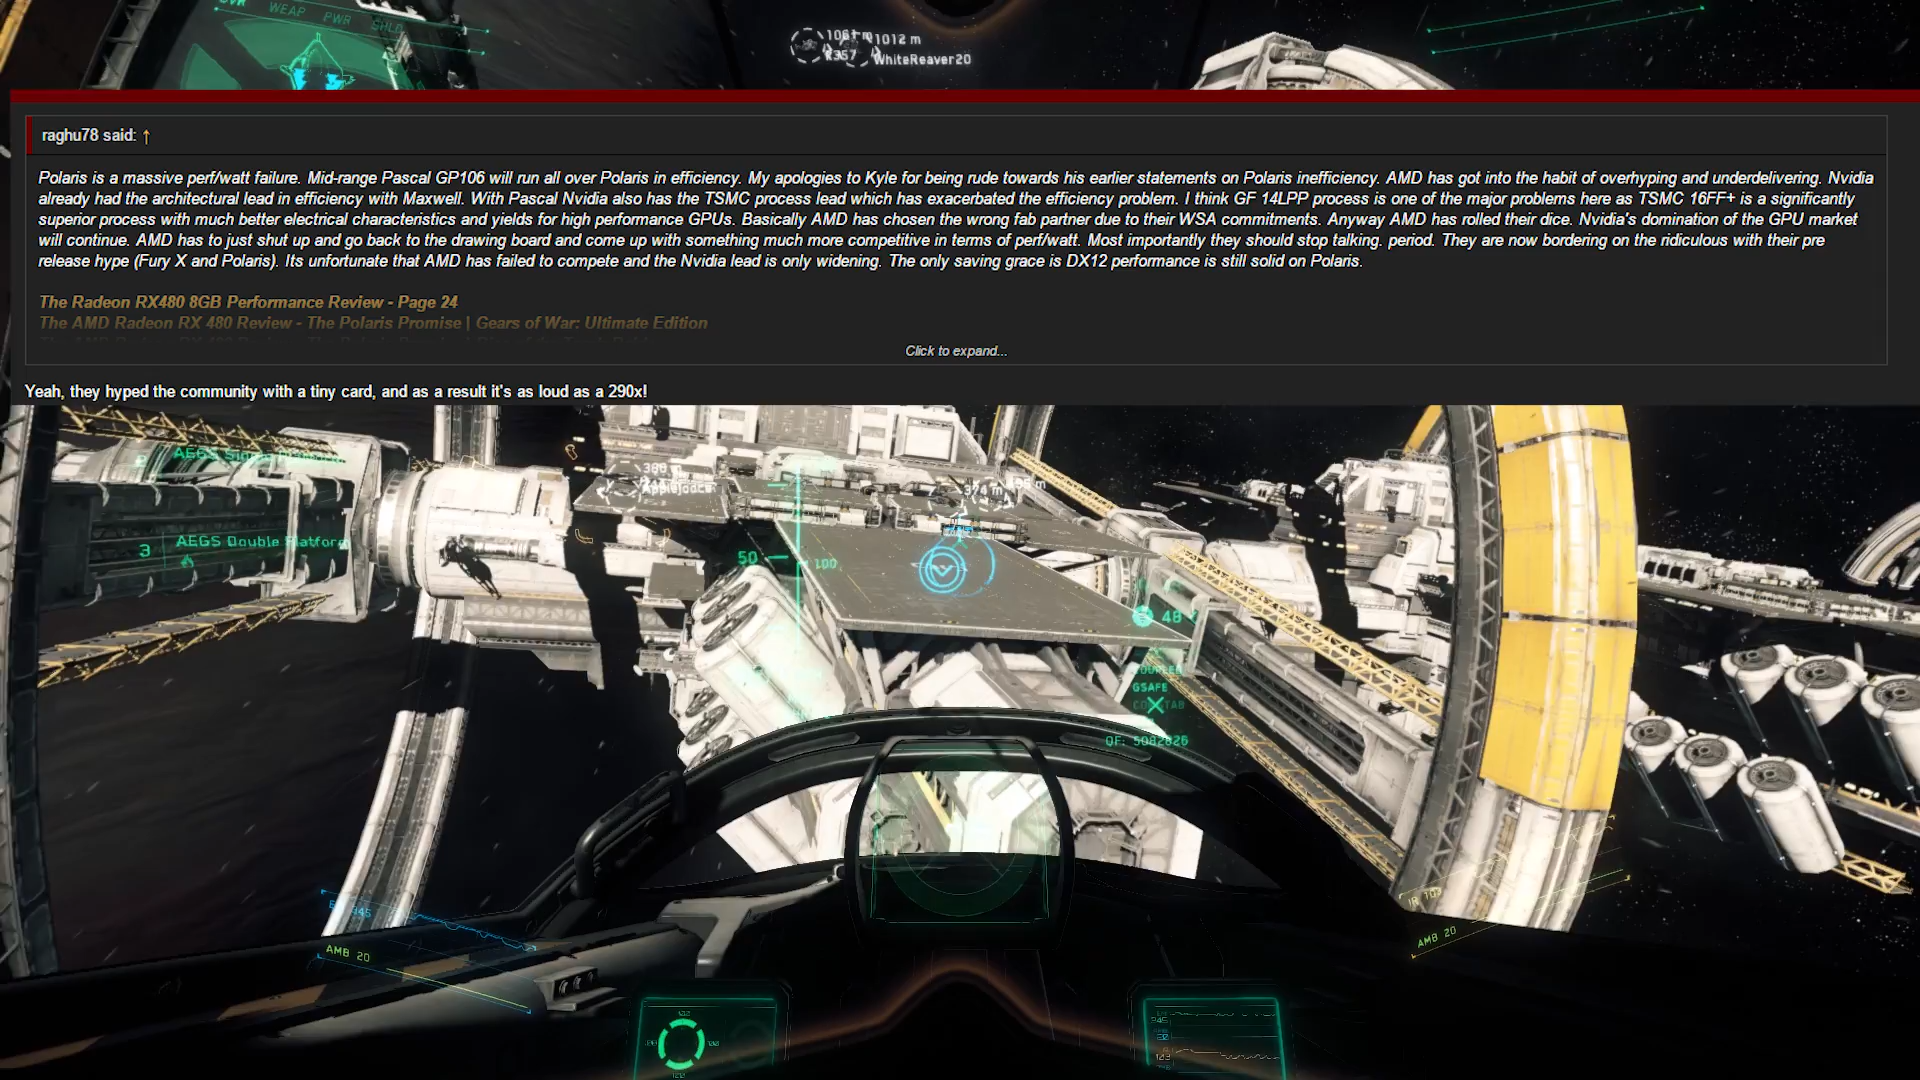 WEAP PWR SHLD
1061 m
1012 m
R357
WhiteReaver20
raghu78 said: ↑
Polaris is a massive perf/watt failure. Mid-range Pascal GP106 will run all over Polaris in efficiency. My apologies to Kyle for being rude towards his earlier statements on Polaris inefficiency. AMD has got into the habit of overhyping and underdelivering. Nvidia
already had the architectural lead in efficiency with Maxwell. With Pascal Nvidia also has the TSMC process lead which has exacerbated the efficiency problem. I think GF 14LPP process is one of the major problems here as TSMC 16FF+ is a significantly
superior process with much better electrical characteristics and yields for high performance GPUs. Basically AMD has chosen the wrong fab partner due to their WSA commitments. Anyway AMD has rolled their dice. Nvidia's domination of the GPU market
will continue. AMD has to just shut up and go back to the drawing board and come up with something much more competitive in terms of perf/watt. Most importantly they should stop talking. period. They are now bordering on the ridiculous with their pre
release hype (Fury X and Polaris). Its unfortunate that AMD has failed to compete and the Nvidia lead is only widening. The only saving grace is DX12 performance is still solid on Polaris.
The Radeon RX480 8GB Performance Review - Page 24
The AMD Radeon RX 480 Review - The Polaris Promise | Gears of War: Ultimate Edition
Click to expand...
Yeah, they hyped the community with a tiny card, and as a result it's as loud as a 290x!
374 m
3 AEGS Double Platform
50
100
48
GSAFE
QF: 5082826
AMB 20
AMB 20